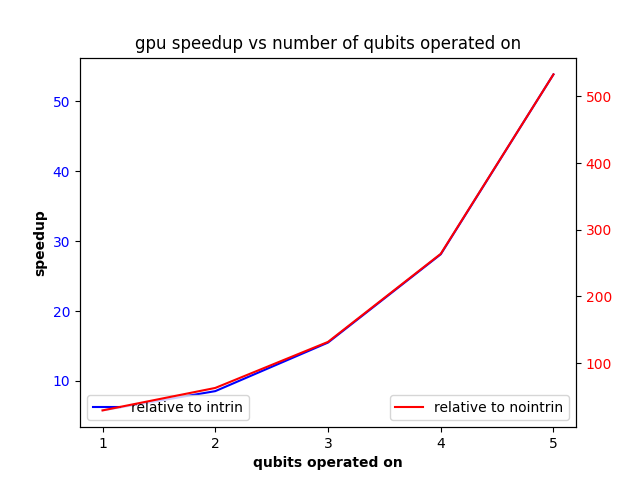 gpu speedup vs number of qubits operated on
speedup
50
40
30
20
10
500
400
300
200
100
relative to intrin
relative to nointrin
1 2 3 4 5
qubits operated on